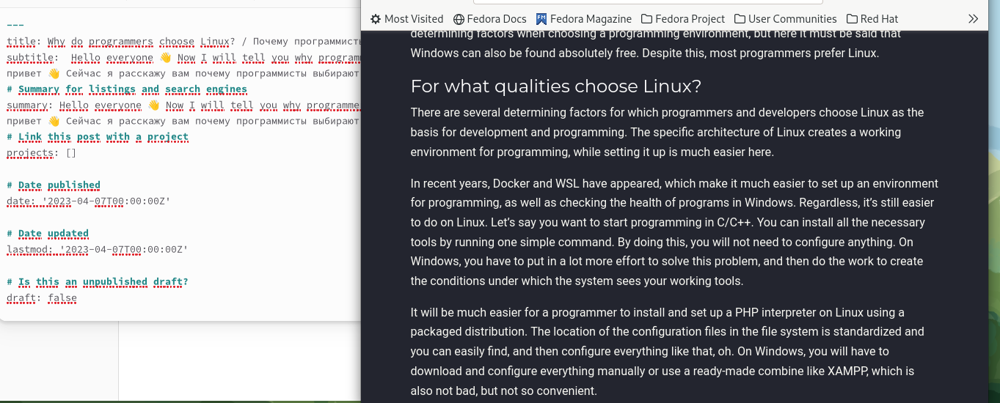 ---
title: Why do programmers choose Linux? / Почему программисты
subtitle:  Hello everyone 👋 Now I will tell you why
привет 👋 Сейчас я расскажу вам почему программисты выбирают
# Summary for listings and search engines
summary: Hello everyone 👋 Now I will tell you why
привет 👋 Сейчас я расскажу вам почему программисты выбирают
# Link this post with a project
projects: []
# Date published
date: '2023-04-07T00:00:00Z'
# Date updated
lastmod: '2023-04-07T00:00:00Z'
# Is this an unpublished draft?
draft: false
Most Visited Fedora Docs Fedora Magazine Fedora Project User Communities Red Hat
determining factors when choosing a programming environment, but here it must be said that
Windows can also be found absolutely free. Despite this, most programmers prefer Linux.
For what qualities choose Linux?
There are several determining factors for which programmers and developers choose Linux as the
basis for development and programming. The specific architecture of Linux creates a working
environment for programming, while setting it up is much easier here.
In recent years, Docker and WSL have appeared, which make it much easier to set up an environment
for programming, as well as checking the health of programs in Windows. Regardless, it’s still easier
to do on Linux. Let’s say you want to start programming in C/C++. You can install all the necessary
tools by running one simple command. By doing this, you will not need to configure anything. On
Windows, you have to put in a lot more effort to solve this problem, and then do the work to create
the conditions under which the system sees your working tools.
It will be much easier for a programmer to install and set up a PHP interpreter on Linux using a
packaged distribution. The location of the configuration files in the file system is standardized and
you can easily find, and then configure everything like that, oh. On Windows, you will have to
download and configure everything manually or use a ready-made combine like XAMPP, which is
also not bad, but not so convenient.